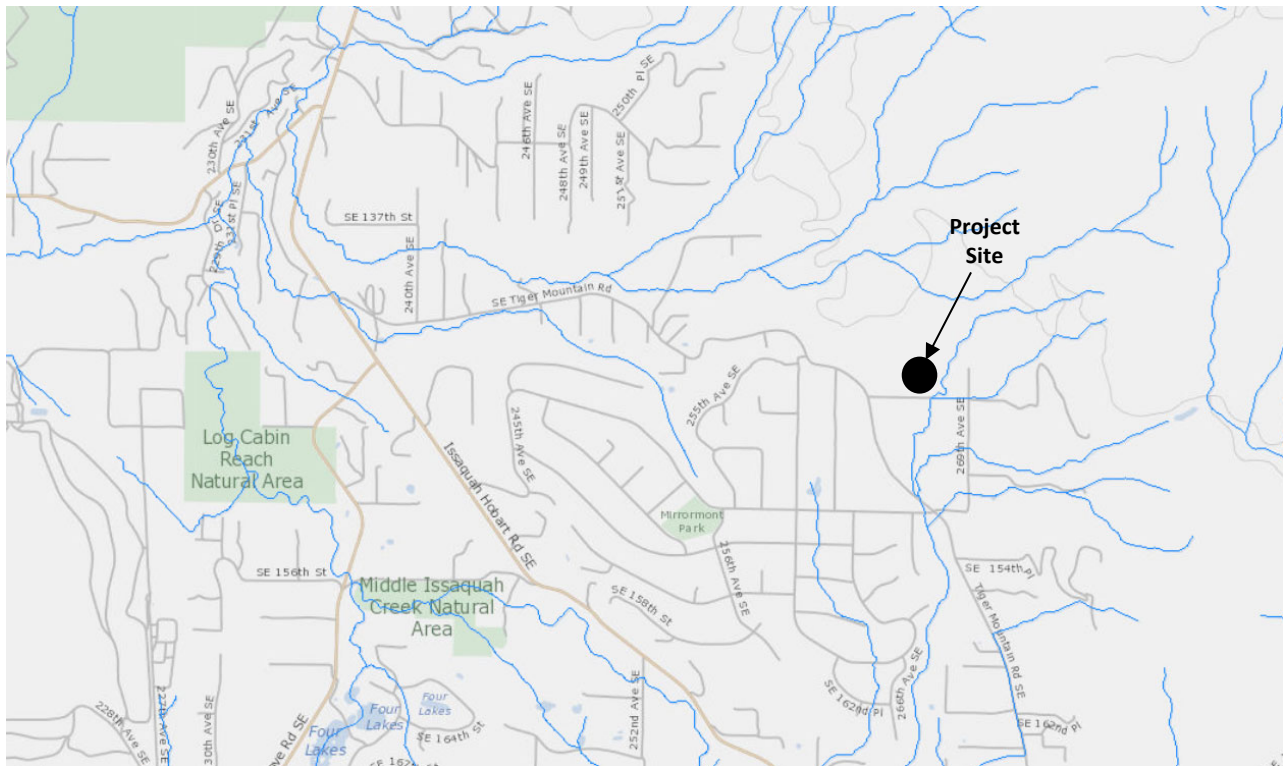 250th Pl SE
230th Ave SE
231st Ave SE
246th Ave SE
248th Ave SE
249th Ave SE
251st Ave SE
231st Pl SE
229th Dr SE
SE 137th St
240th Ave SE
Project
Site
SE Tiger Mountain Rd
255th Ave SE
245th Ave SE
269th Ave SE
Log Cabin
Reach
Natural Area
Issaquah Hobart Rd SE
Mirrormont
Park
256th Ave SE
SE 156th St
Middle Issaquah
Creek Natural
Area
SE 158th St
SE 154th Pl
Tiger Mountain Rd SE
SE 162nd Pl
266th Ave SE
SE 162nd Pl
252nd Ave SE
227th Ave SE
228th Ave SE
230th Ave SE
Four
Lakes
Four
Lakes
Four
Lakes
SE 164th St
ve Rd SE
SE 167th